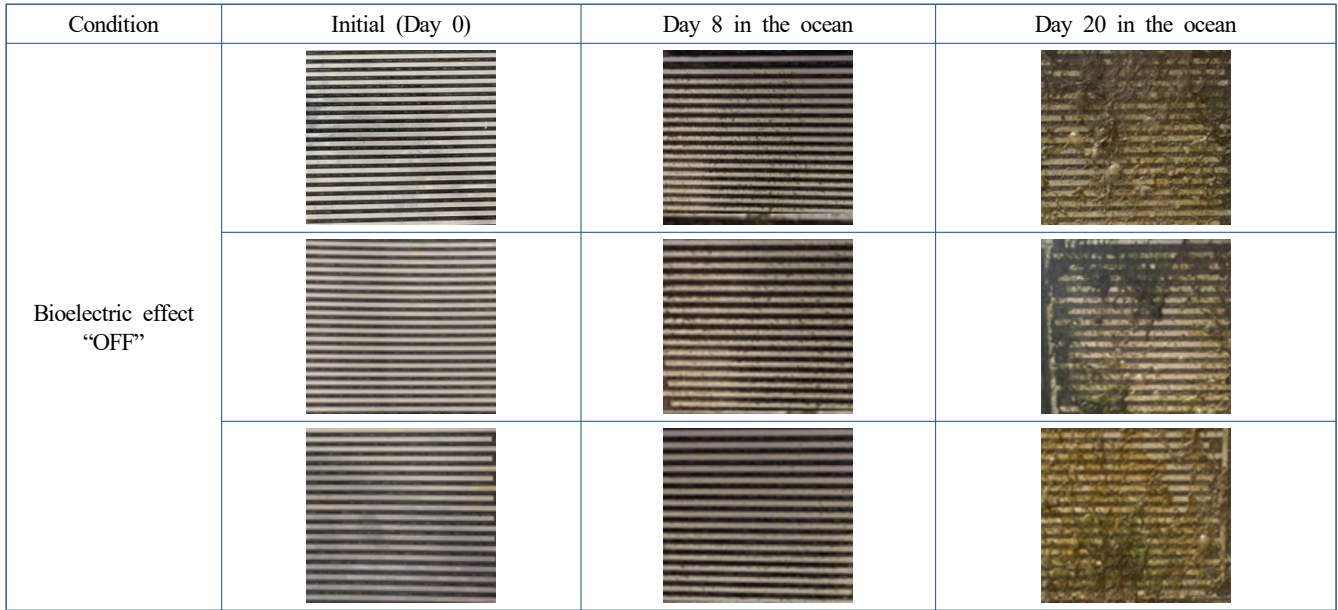 Condition
Initial (Day 0)
Day 8 in the ocean
Day 20 in the ocean
Bioelectric effect
“OFF”